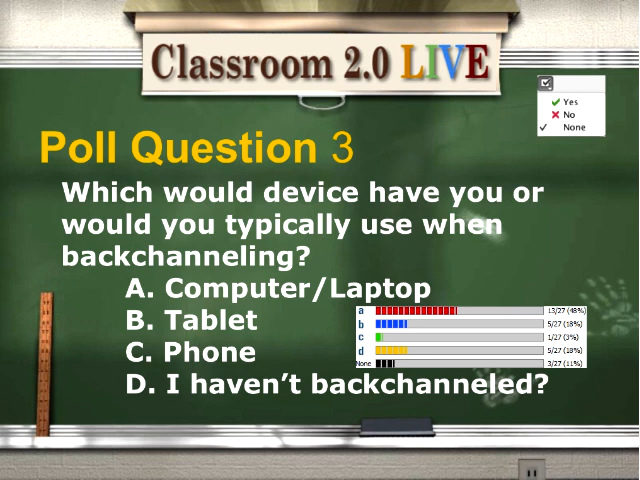 Classroom 2.0 LIVE
Yes
No
None
Poll Question 3
Which would device have you or
would you typically use when
backchanneling?
A. Computer/Laptop
B. Tablet
C. Phone
D. I haven't backchanneled?
a 13/27 (48%)
b 5/27 (18%)
c 1/27 (3%)
d 5/27 (18%)
None 3/27 (11%)